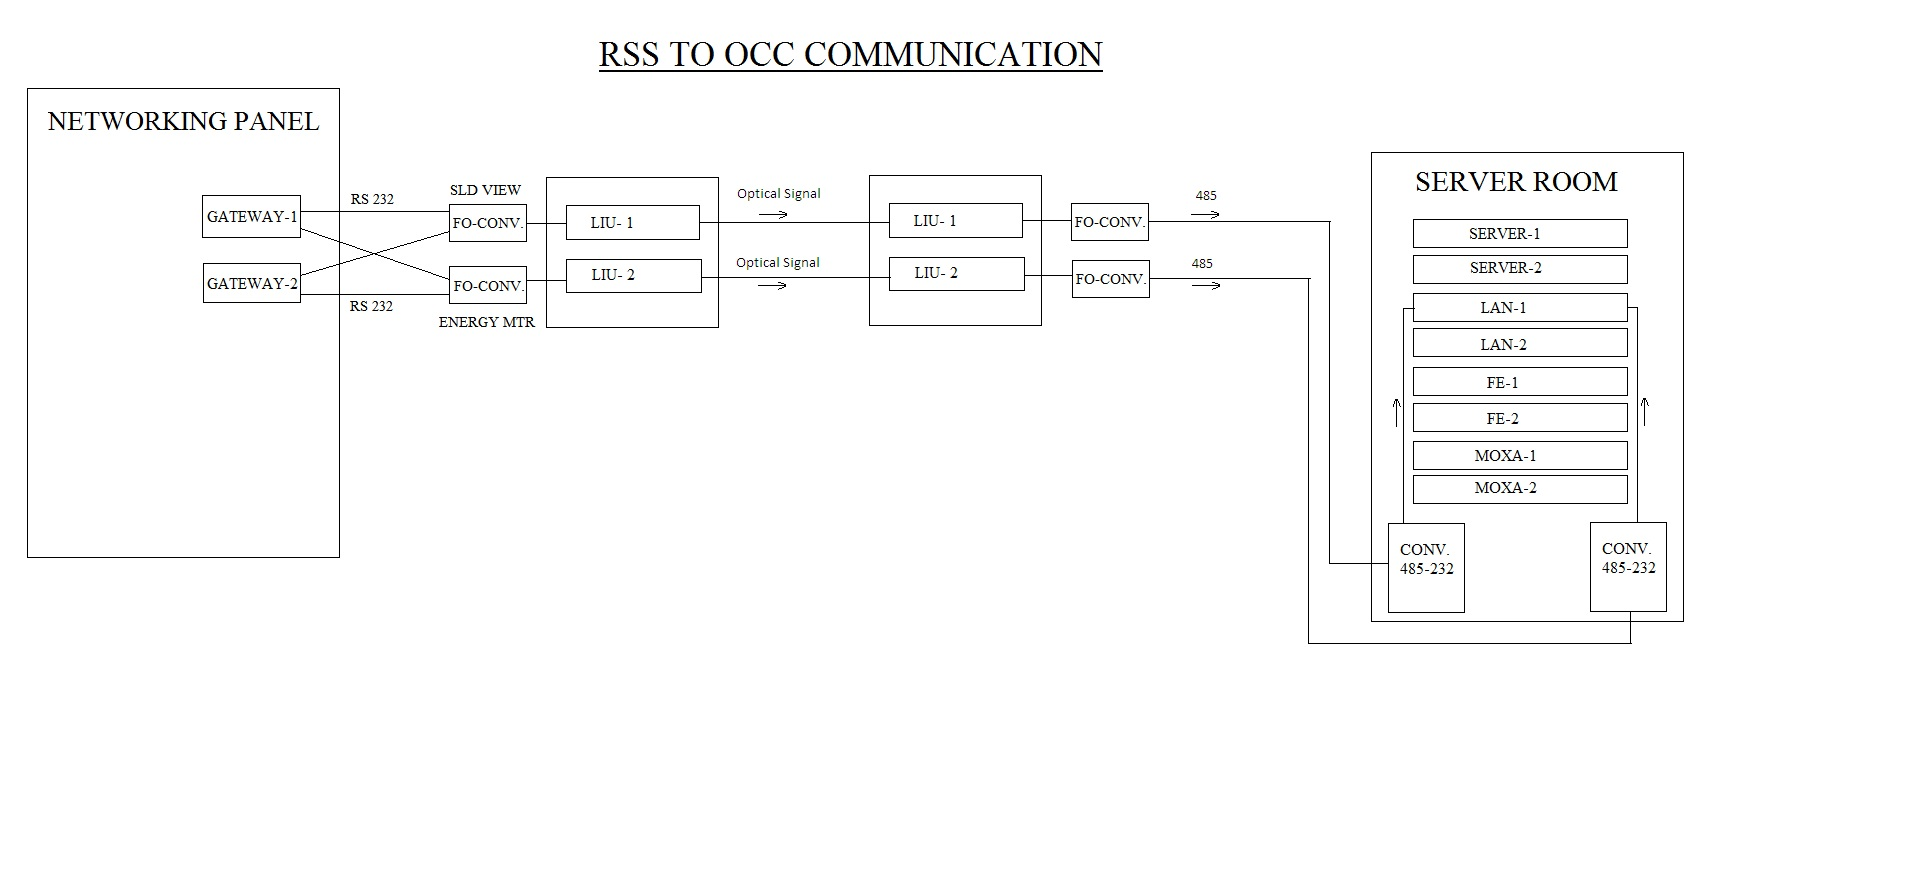 RSS TO OCC COMMUNICATION
NETWORKING PANEL
GATEWAY-1
GATEWAY-2
RS 232
RS 232
SLD VIEW
FO-CONV.
FO-CONV.
ENERGY MTR
LIU- 1
LIU- 2
Optical Signal
Optical Signal
LIU- 1
LIU- 2
FO-CONV.
FO-CONV.
485
485
SERVER ROOM
SERVER-1
SERVER-2
LAN-1
LAN-2
FE-1
FE-2
MOXA-1
MOXA-2
CONV.
485-232
CONV.
485-232